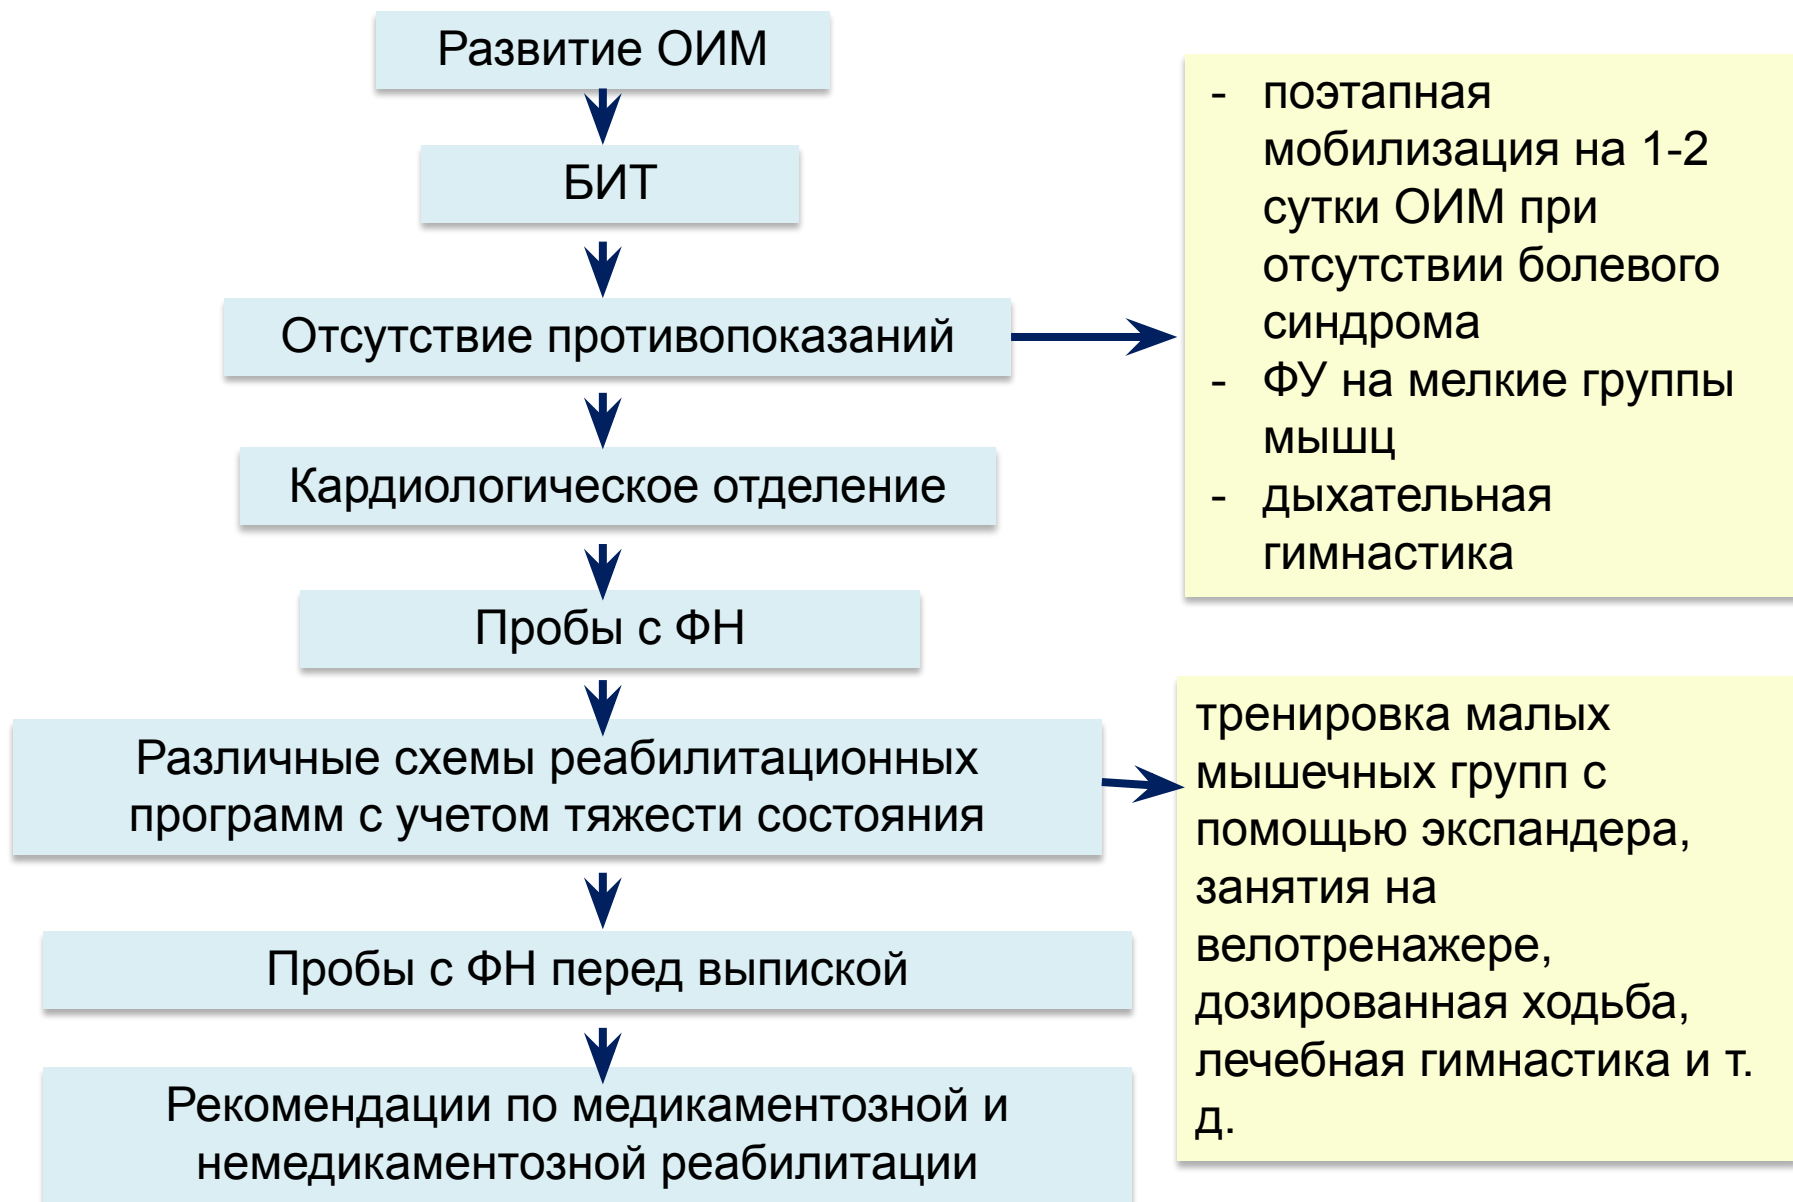 Развитие ОИМ
БИТ
Отсутствие противопоказаний
- поэтапная
мобилизация на 1-2
сутки ОИМ при
отсутствии болевого
синдрома
- ФУ на мелкие группы
мышц
- дыхательная
гимнастика
Кардиологическое отделение
Пробы с ФН
Различные схемы реабилитационных
программ с учетом тяжести состояния
тренировка малых
мышечных групп с
помощью экспандера,
занятия на
велотренажере,
дозированная ходьба,
лечебная гимнастика и т.
д.
Пробы с ФН перед выпиской
Рекомендации по медикаментозной и
немедикаментозной реабилитации